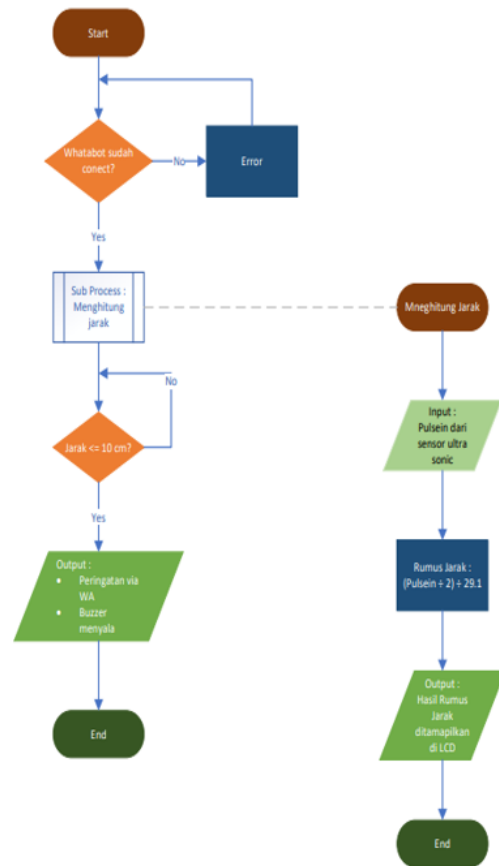 Start
Whatabot sudah
conect?
No
Error
Yes
Sub Process :
Menghitung
jarak
No
Jarak <= 10 cm?
Yes
Output :
• Peringatan via
WA
• Buzzer
menyala
End
Mneghitung Jarak
Input :
Pulsein dari
sensor ultra
sonic
Rumus Jarak :
(Pulsein ÷ 2) ÷ 29.1
Output :
Hasil Rumus
Jarak
ditamapilkan
di LCD
End